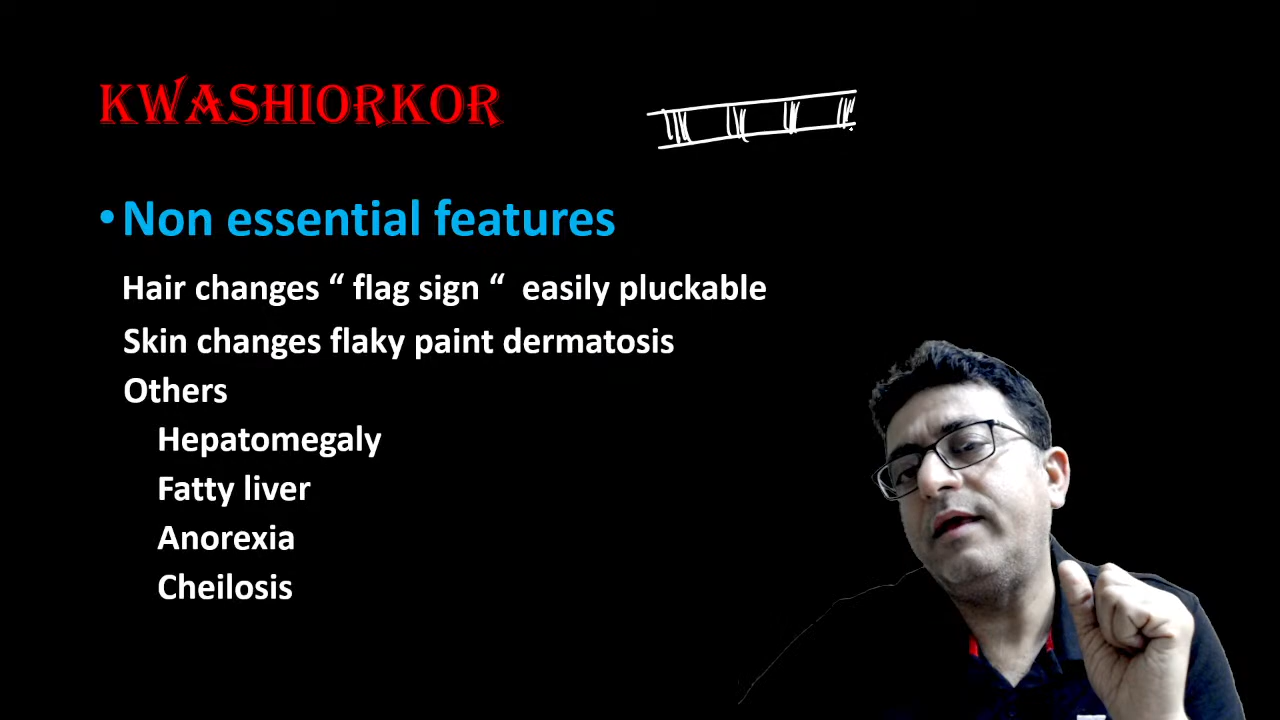 KWASHIORKOR
• Non essential features
Hair changes “ flag sign “ easily pluckable
Skin changes flaky paint dermatosis
Others
Hepatomegaly
Fatty liver
Anorexia
Cheilosis